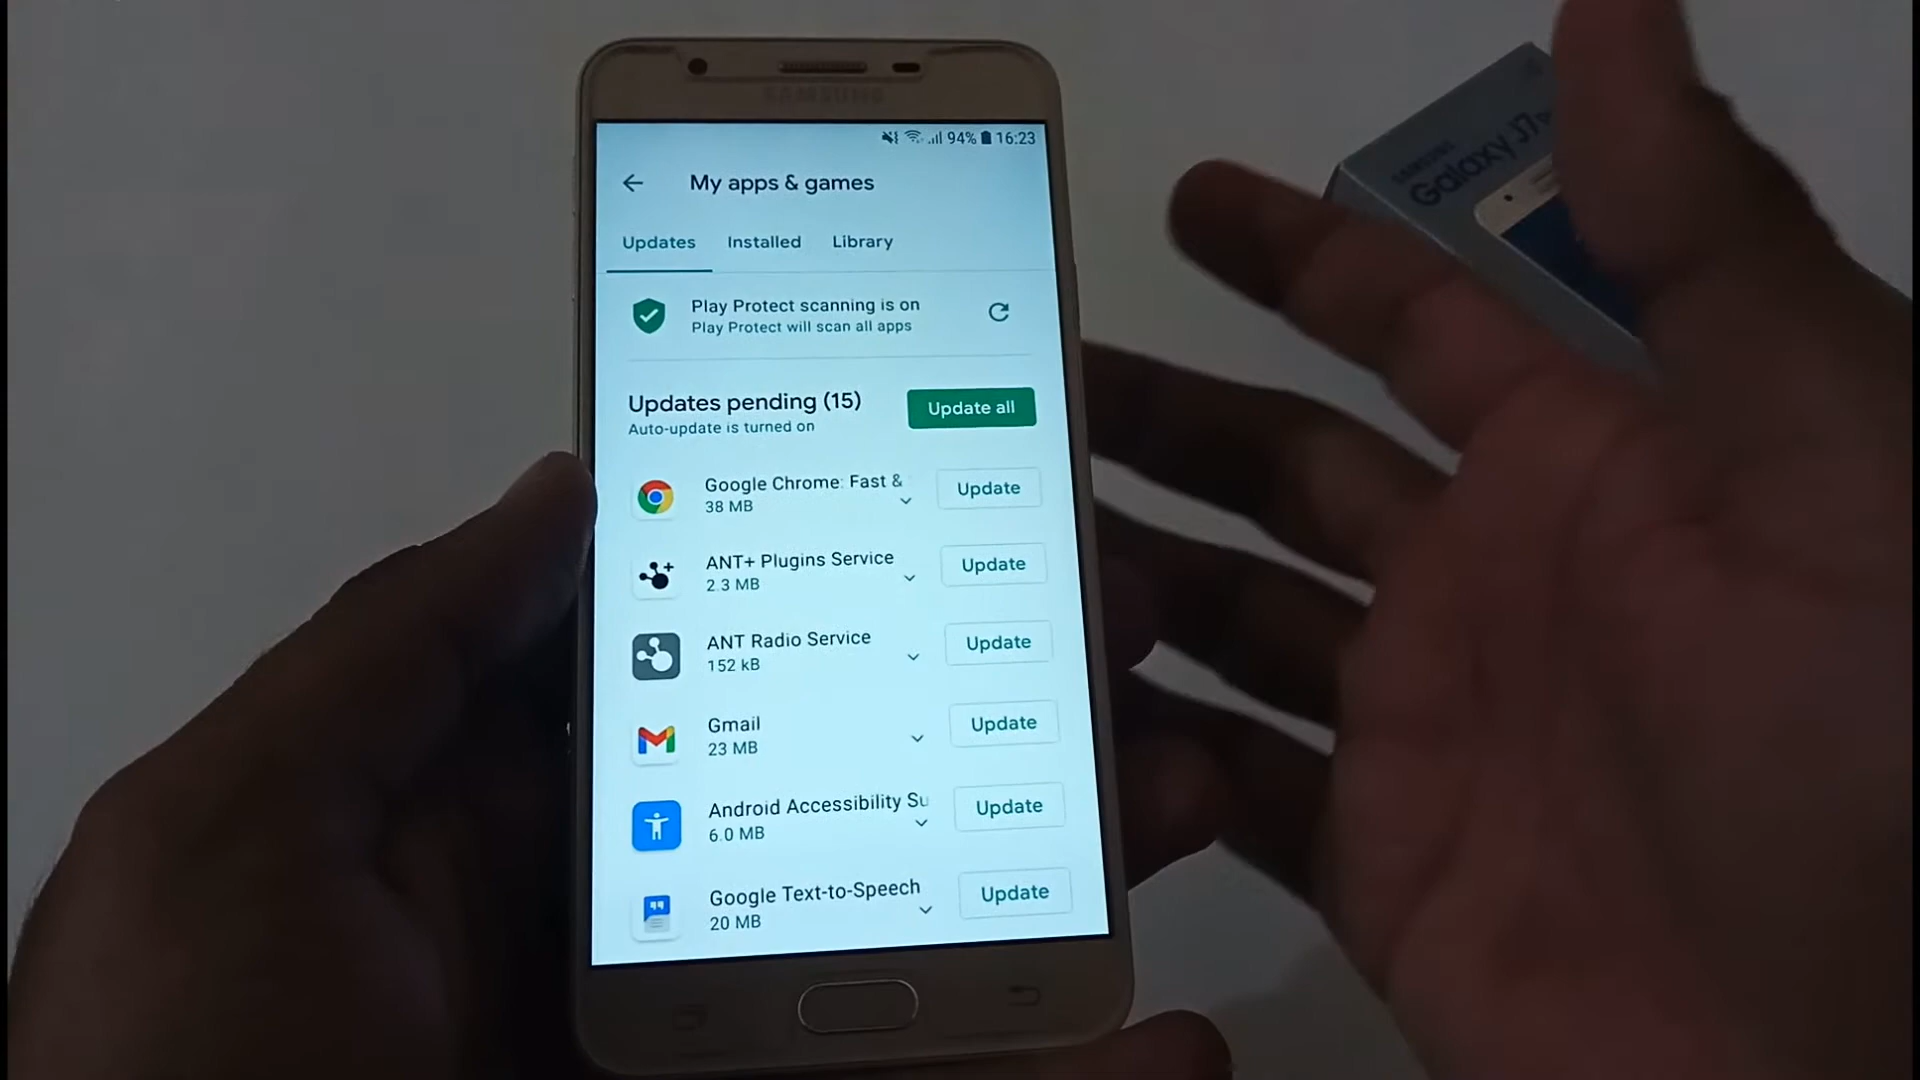 SAMSUNG
94% 16:23
My apps & games
Updates Installed Library
Play Protect scanning is on
Play Protect will scan all apps
Updates pending (15)
Auto-update is turned on
Update all
Google Chrome: Fast &
38 MB
Update
ANT+ Plugins Service
2.3 MB
Update
ANT Radio Service
152 kB
Update
Gmail
23 MB
Update
Android Accessibility Su
6.0 MB
Update
Google Text-to-Speech
20 MB
Update
SAMSUNG
Galaxy J7